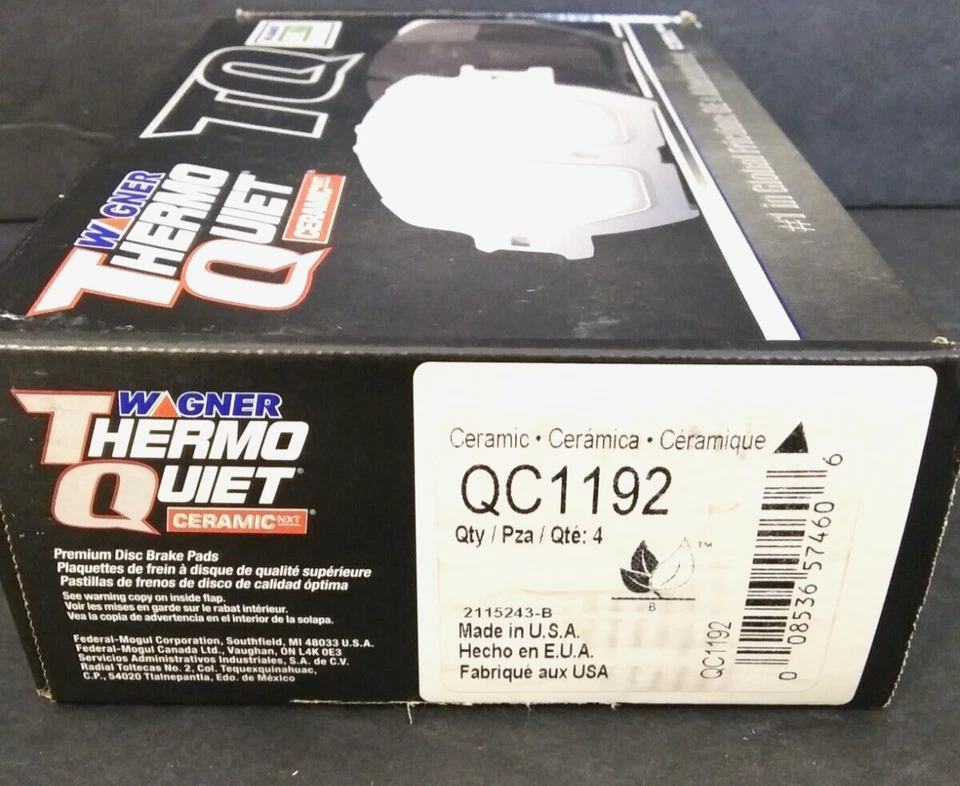 TQ
WAGNER
THERMO
QUIET
CERAMIC NXT
#1 in Global Friction, OE &
WAGNER
THERMO
QUIET®
CERAMIC NXT®
Premium Disc Brake Pads
Plaquettes de frein à disque de qualité supérieure
Pastillas de frenos de disco de calidad óptima
See warning copy on inside flap.
Voir les mises en garde sur le rabat intérieur.
Vea la copia de advertencia en el interior de la solapa.
Federal-Mogul Corporation, Southfield, MI 48033 U.S.A.
Federal-Mogul Canada Ltd., Vaughan, ON L4K 0E3
Servicios Administrativos Industriales, S.A. de C.V.
Radial Toltecas No. 2, Col. Tequexquinahuac,
C.P., 54020 Tlalnepantla, Edo. de México
Ceramic • Cerámica • Céramique
QC1192
Qty / Pza / Qté: 4
TM
B
2115243-B
Made in U.S.A.
Hecho en E.U.A.
Fabriqué aux USA
QC1192
0 08536 57460 6